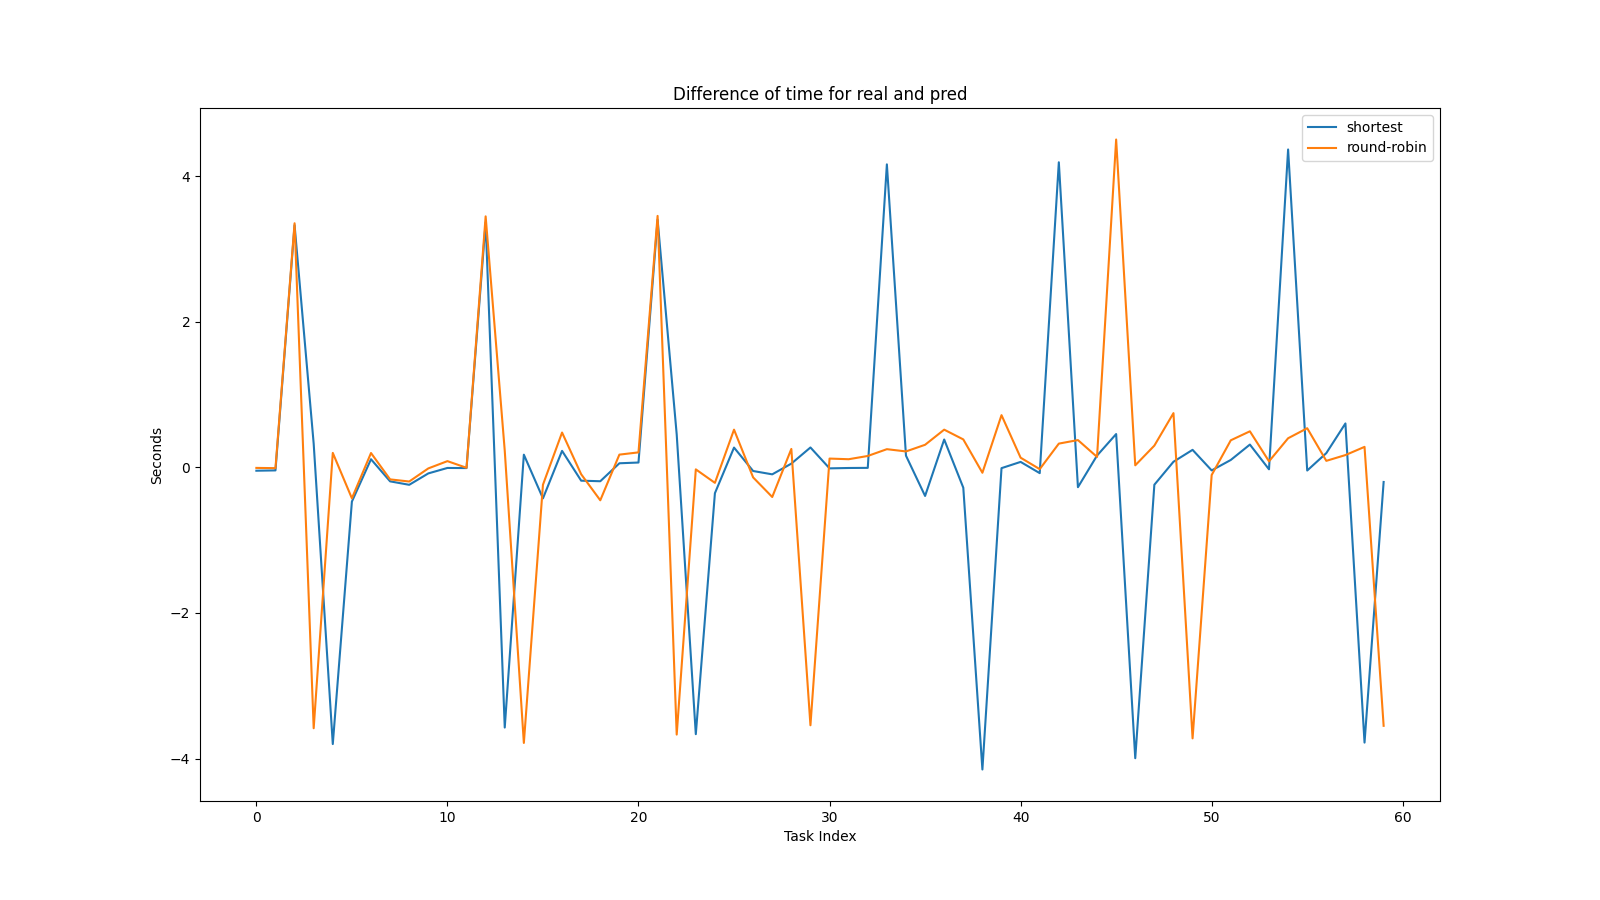 Difference of time for real and pred
shortest
round-robin
Seconds
4
2
0
−2
−4
0 10 20 30 40 50 60
Task Index